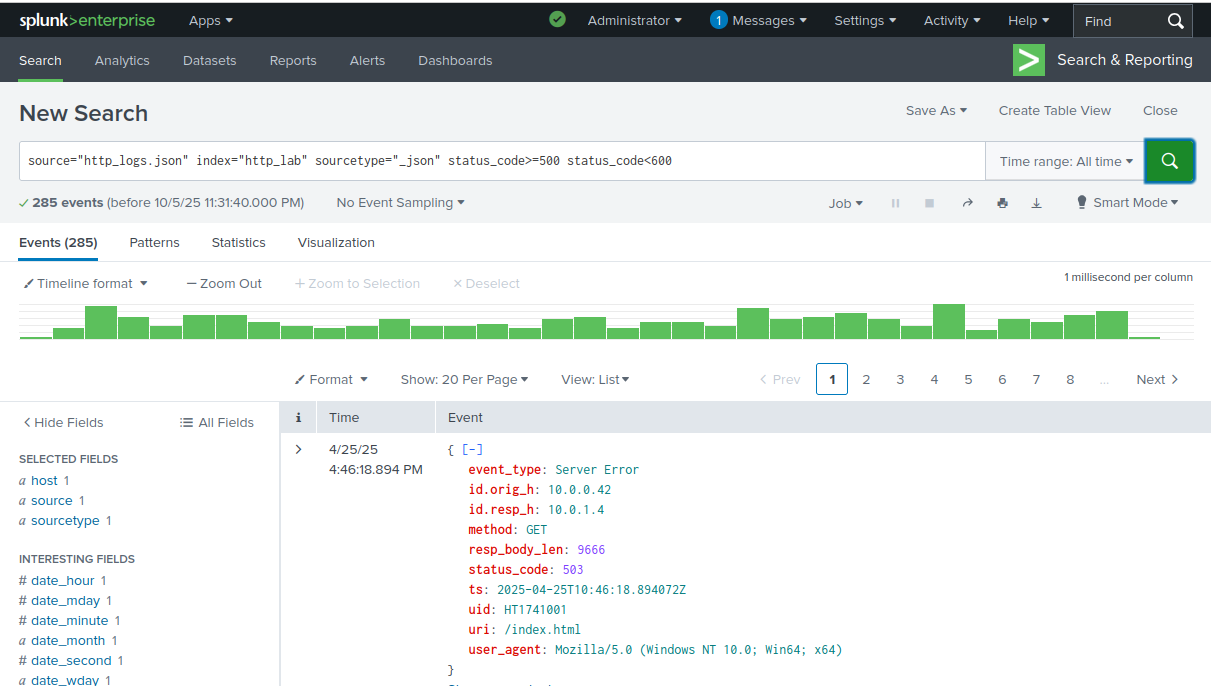 splunk>enterprise Apps Administrator 1 Messages Settings Activity Help Find
Search Analytics Datasets Reports Alerts Dashboards > Search & Reporting
New Search Save As Create Table View Close
source="http_logs.json" index="http_lab" sourcetype="_json" status_code>=500 status_code<600 Time range: All time
285 events (before 10/5/25 11:31:40.000 PM) No Event Sampling Job Smart Mode
Events (285) Patterns Statistics Visualization
Timeline format — Zoom Out + Zoom to Selection × Deselect 1 millisecond per column
Format Show: 20 Per Page View: List < Prev 1 2 3 4 5 6 7 8 ... Next >
< Hide Fields All Fields i Time Event
SELECTED FIELDS
a host 1
a source 1
a sourcetype 1
INTERESTING FIELDS
# date_hour 1
# date_mday 1
# date_minute 1
a date_month 1
# date_second 1
a date_wday 1
> 4/25/25
4:46:18.894 PM
{ [-]
event_type: Server Error
id.orig_h: 10.0.0.42
id.resp_h: 10.0.1.4
method: GET
resp_body_len: 9666
status_code: 503
ts: 2025-04-25T10:46:18.894072Z
uid: HT1741001
uri: /index.html
user_agent: Mozilla/5.0 (Windows NT 10.0; Win64; x64)
}